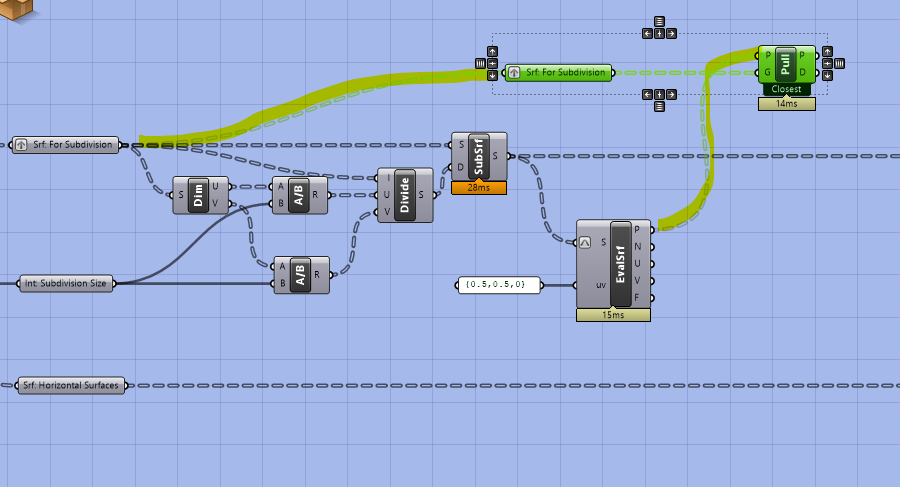 Srf: For Subdivision
P
G
Pull
P
D
Closest
14ms
Srf: For Subdivision
S
D
SubSrf
S
28ms
S
Dim
U
V
A
B
A/B
R
I
U
V
Divide
S
A
B
A/B
R
Int: Subdivision Size
{0.5,0.5,0}
S
uv
EvalSrf
P
N
U
V
F
15ms
Srf: Horizontal Surfaces